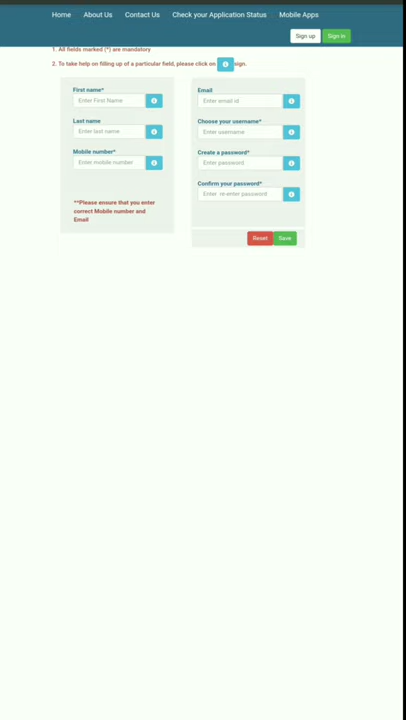 Home About Us Contact Us Check your Application Status Mobile Apps
Sign up Sign in
1. All fields marked (*) are mandatory
2. To take help on filling up of a particular field, please click on sign.
First name*
Enter First Name
Last name
Enter last name
Mobile number*
Enter mobile number
**Please ensure that you enter
correct Mobile number and
Email
Email
Enter email id
Choose your username*
Enter username
Create a password*
Enter password
Confirm your password*
Enter re-enter password
Reset Save